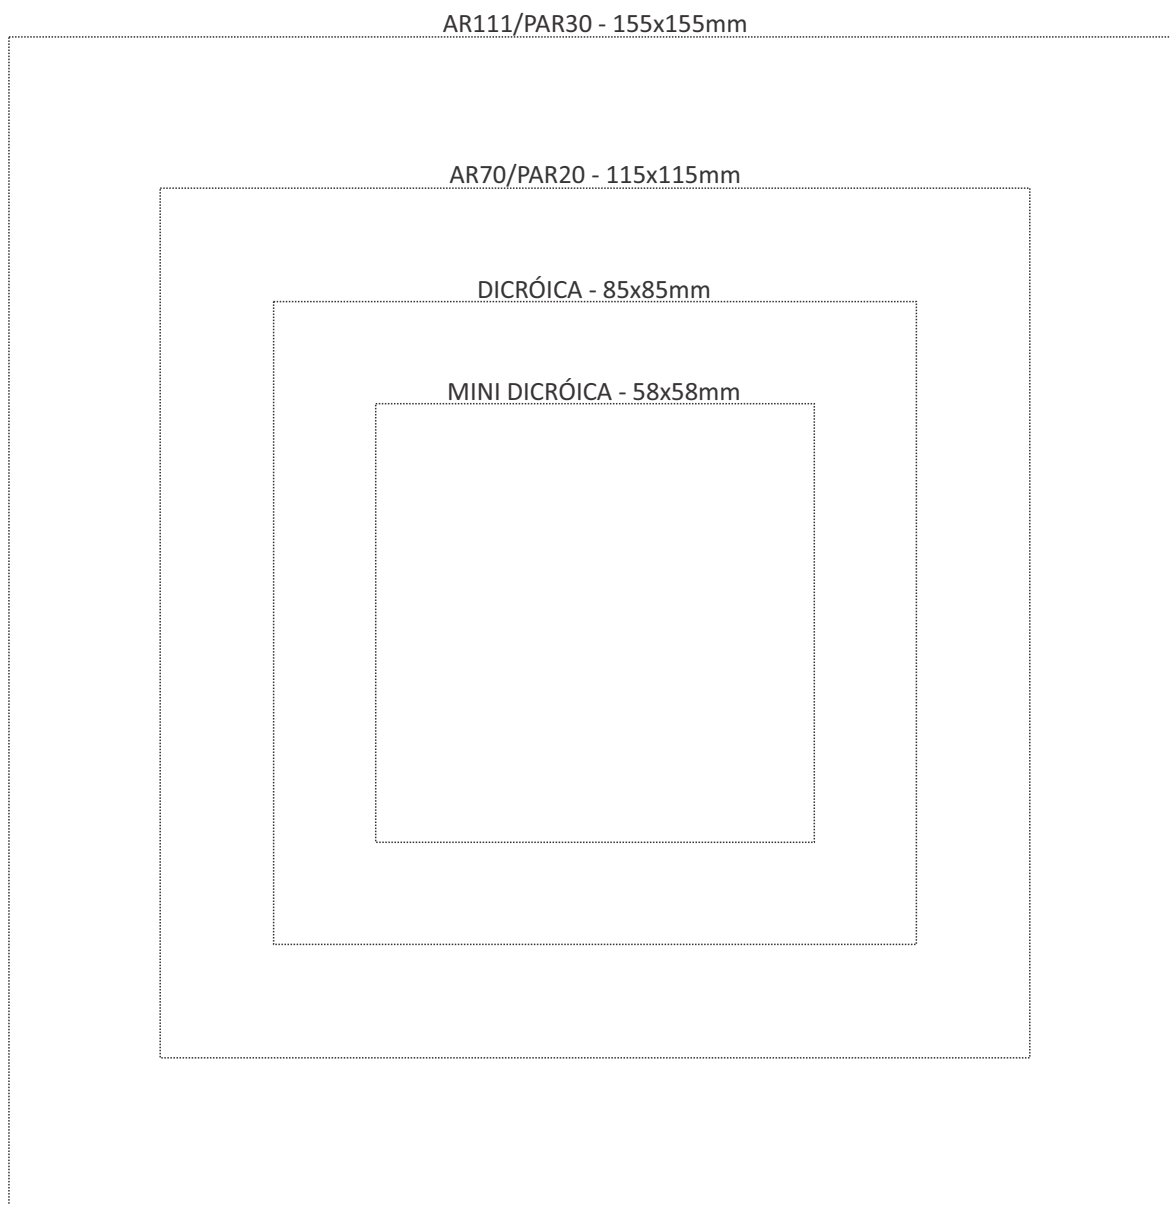 AR111/PAR30 - 155x155mm
AR70/PAR20 - 115x115mm
DICRÓICA - 85x85mm
MINI DICRÓICA - 58x58mm